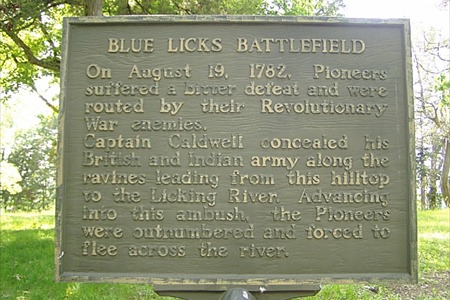 BLUE LICKS BATTLEFIELD
On August 19, 1782, Pioneers
suffered a bitter defeat and were
routed by their Revolutionary
War enemies.
Captain Caldwell concealed his
British and Indian army along the
ravines leading from this hilltop
to the Licking River. Advancing
into this ambush, the Pioneers
were outnumbered and forced to
flee across the river.